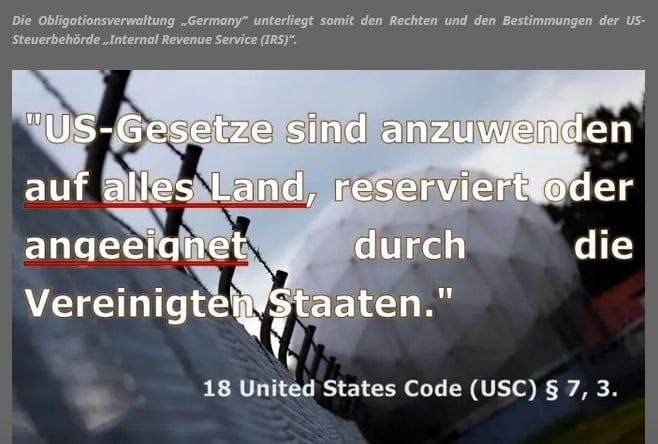 Die Obligationsverwaltung „Germany“ unterliegt somit den Rechten und den Bestimmungen der US-
Steuerbehörde „Internal Revenue Service (IRS)“.
"US-Gesetze sind anzuwenden
auf alles Land, reserviert oder
angeeignet durch die
Vereinigten Staaten."
18 United States Code (USC) § 7, 3.